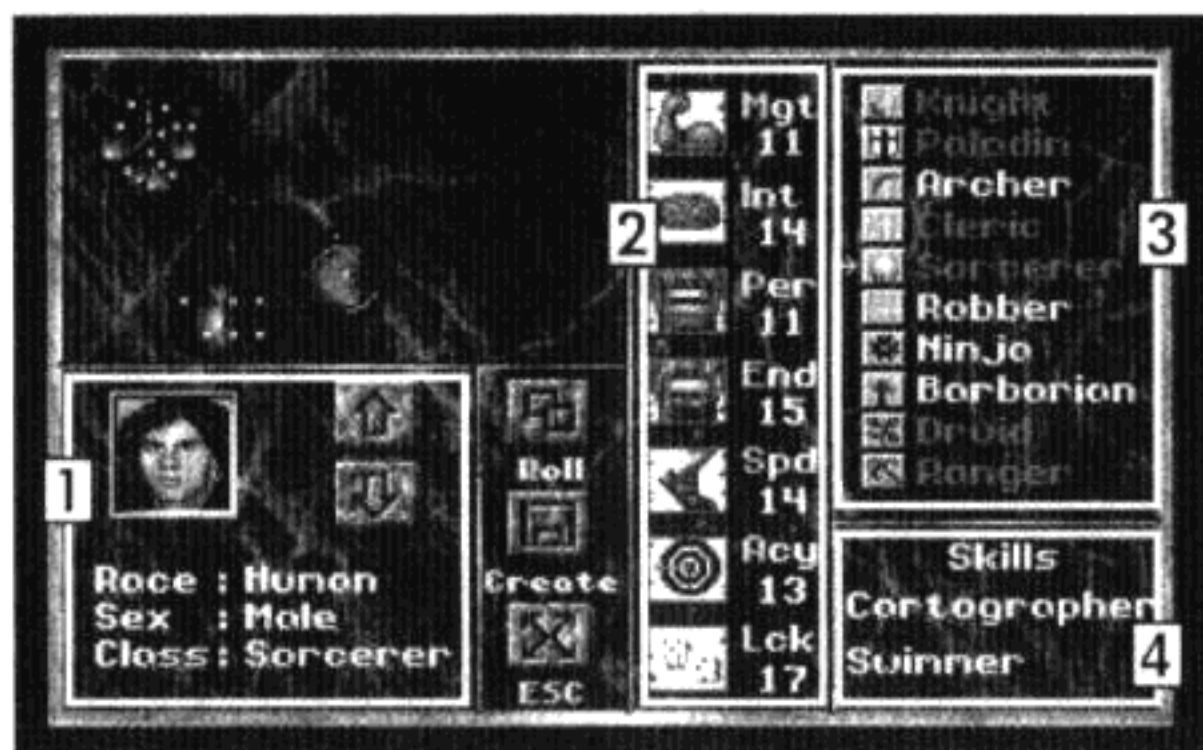 1
Race : Human
Sex : Male
Class: Sorcerer
Roll
Create
ESC
2
Mgt
11
Int
14
Per
11
End
15
Spd
14
Acy
13
Lck
17
3
Knight
Paladin
Archer
Cleric
Sorcerer
Robber
Ninja
Barbarian
Druid
Ranger
4
Skills
Cartographer
Swimmer